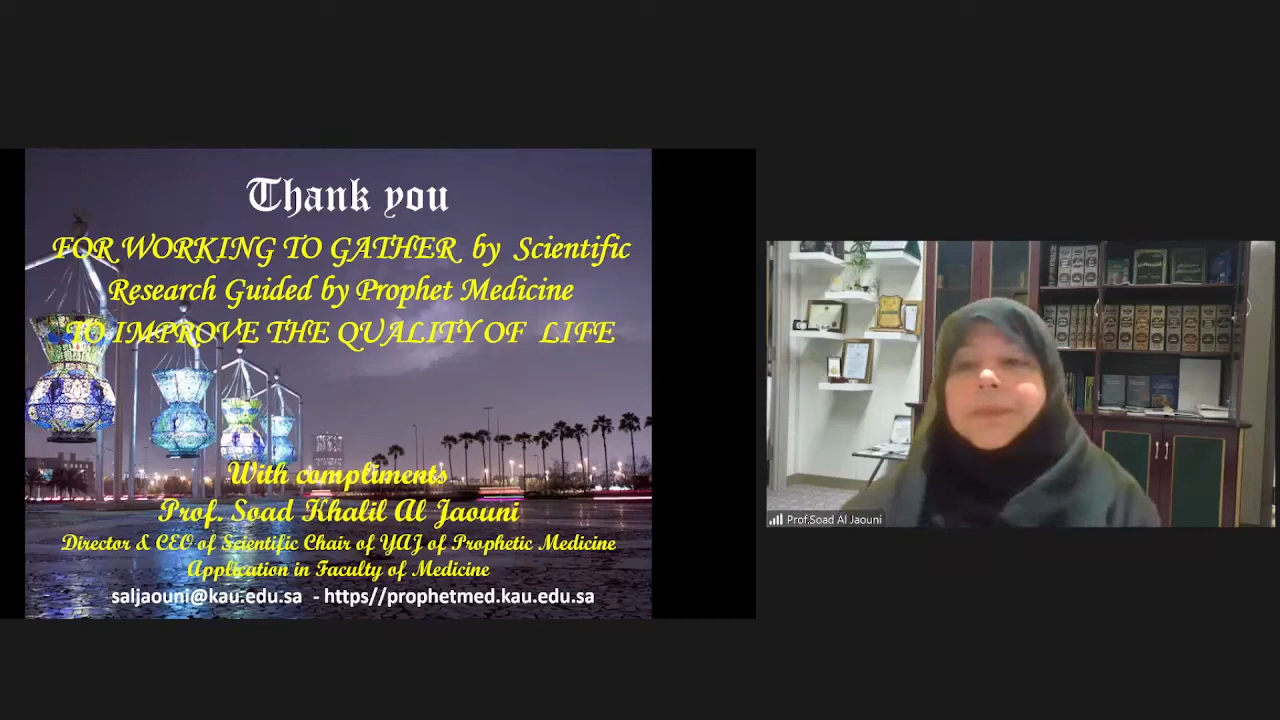 Thank you
FOR WORKING TO GATHER by Scientific
Research Guided by Prophet Medicine
TO IMPROVE THE QUALITY OF LIFE
With compliments
Prof. Soad Khalil Al Jaouni
Director & CEO of Scientific Chair of YAJ of Prophetic Medicine
Application in Faculty of Medicine
saljaouni@kau.edu.sa - https//prophetmed.kau.edu.sa
Prof.Soad Al Jaouni